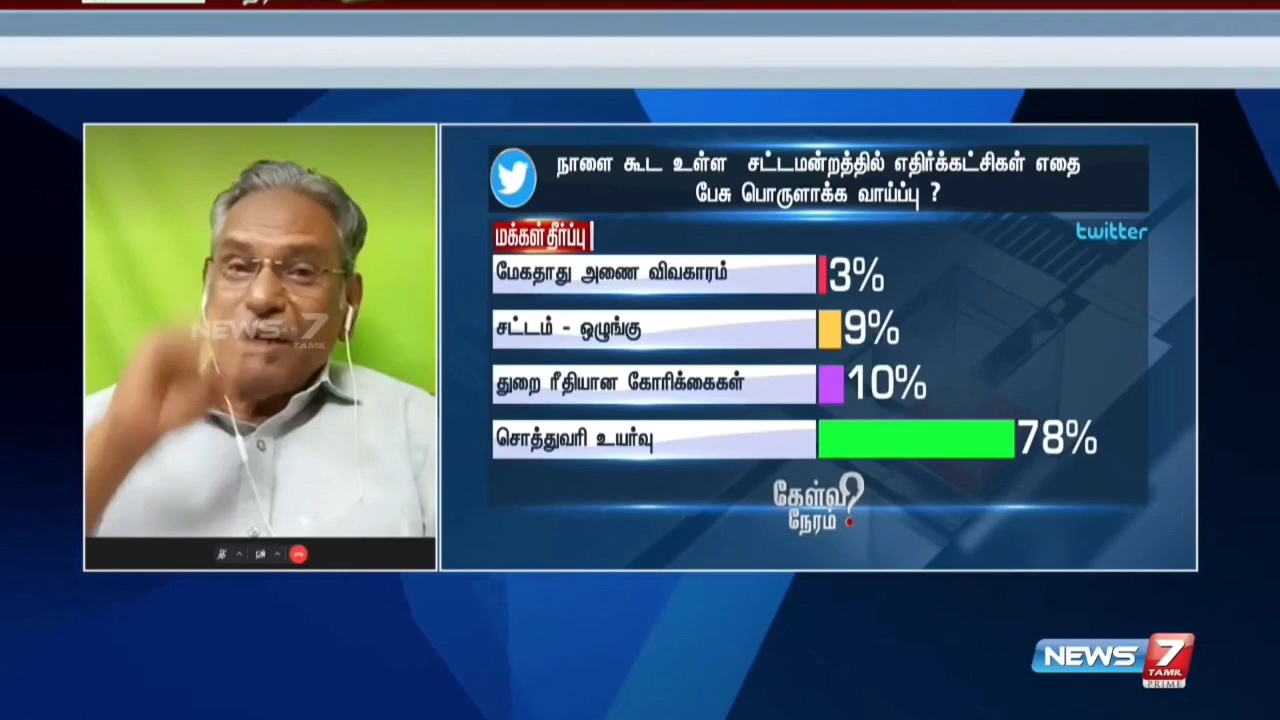 நாளை கூட உள்ள சட்டமன்றத்தில் எதிர்க்கட்சிகள் எதை
பேசு பொருளாக்க வாய்ப்பு ?
twitter
மக்கள் தீர்ப்பு
மேகதாது அணை விவகாரம் 3%
சட்டம் - ஒழுங்கு 9%
துறை ரீதியான கோரிக்கைகள் 10%
சொத்துவரி உயர்வு 78%
கேள்வி?
நேரம்
NEWS 7
TAMIL
NEWS 7
TAMIL
PRIME